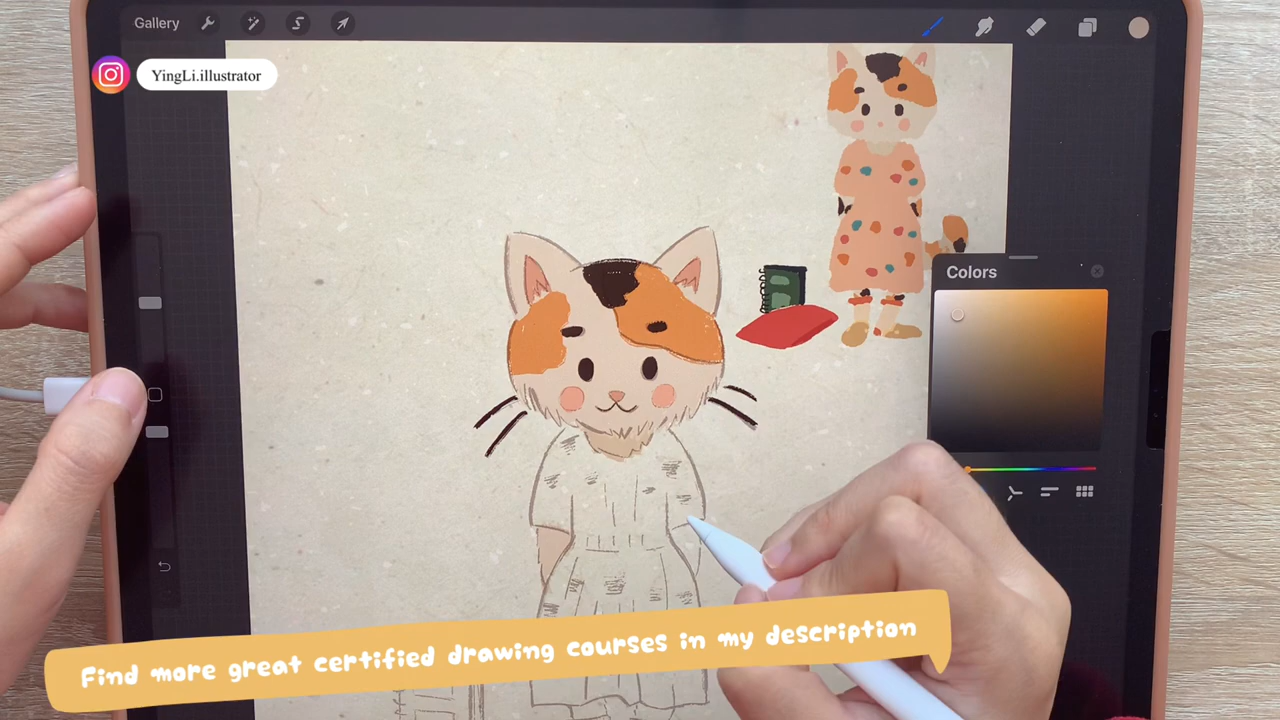 Gallery
YingLi.illustrator
Colors
Find more great certified drawing courses in my description